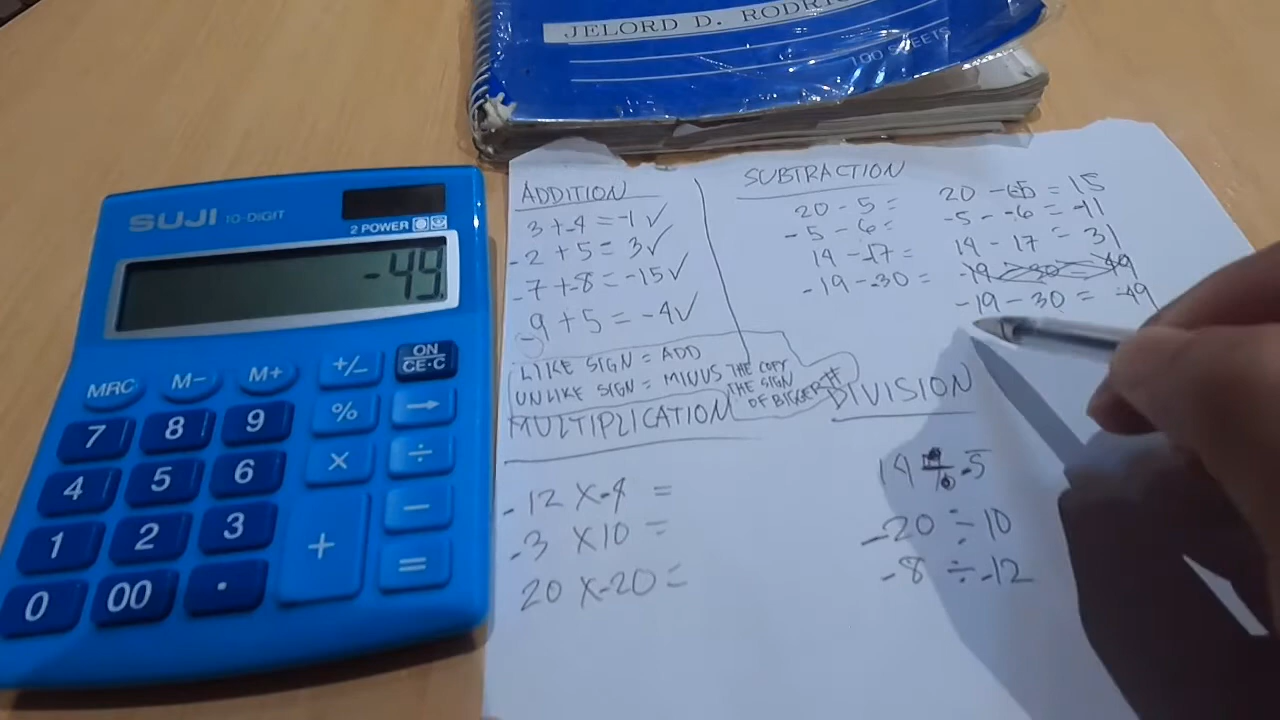 JELORD D.
100 SHEETS
SUJI 10-DIGIT
2 POWER
-49
MRC M- M+ +/- ON/CE·C
7 8 9 % →
4 5 6 × ÷
1 2 3 + −
0 00 · =
ADDITION
3 + -4 = -1 ✓
-2 + 5 = 3 ✓
-7 + -8 = -15 ✓
-9 + 5 = -4 ✓
LIKE SIGN = ADD
UNLIKE SIGN = MINUS THE COPY
THE SIGN
OF BIGGER #
SUBTRACTION
20 - 5 =
-5 - 6 =
14 - -17 =
-19 - -30 =
20 - = 15
-5 - -6 = -11
14 - 17 = 31
-19 - 30 = -49
MULTIPLICATION
-12 X -4 =
-3 X 10 =
20 X -20 =
DIVISION
-20 ÷ 10
-8 ÷ -12